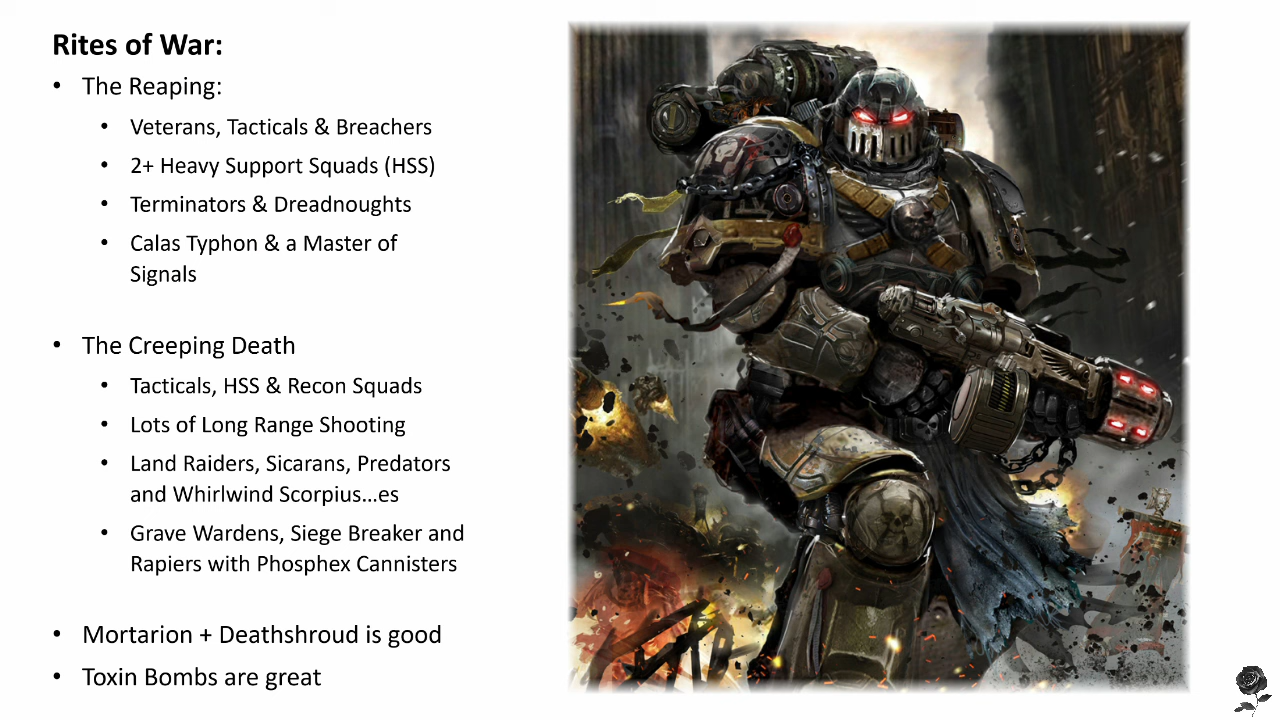 Rites of War:
• The Reaping:
• Veterans, Tacticals & Breachers
• 2+ Heavy Support Squads (HSS)
• Terminators & Dreadnoughts
• Calas Typhon & a Master of
Signals
• The Creeping Death
• Tacticals, HSS & Recon Squads
• Lots of Long Range Shooting
• Land Raiders, Sicarans, Predators
and Whirlwind Scorpius...es
• Grave Wardens, Siege Breaker and
Rapiers with Phosphex Cannisters
• Mortarion + Deathshroud is good
• Toxin Bombs are great